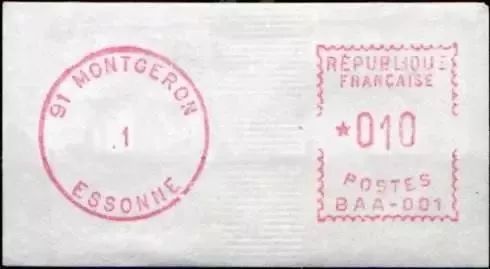 91 MONTGERON
.1
ESSONNE
RÉPUBLIQUE
FRANÇAISE
*010
POSTES
BAA-001